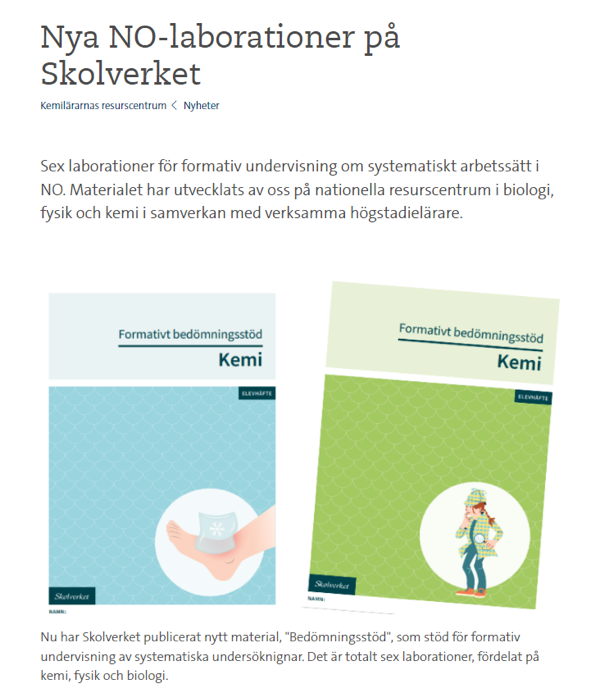 Nya NO-laborationer på
Skolverket
Kemilärarnas resurscentrum < Nyheter
Sex laborationer för formativ undervisning om systematiskt arbetssätt i
NO. Materialet har utvecklats av oss på nationella resurscentrum i biologi,
fysik och kemi i samverkan med verksamma högstadielärare.
Formativt bedömningsstöd
Kemi
ELEVHÄFTE
Skolverket
NAMN:
Formativt bedömningsstöd
Kemi
ELEVHÄFTE
Skolverket
NAMN:
Nu har Skolverket publicerat nytt material, "Bedömningsstöd", som stöd för formativ
undervisning av systematiska undersöknignar. Det är totalt sex laborationer, fördelat på
kemi, fysik och biologi.